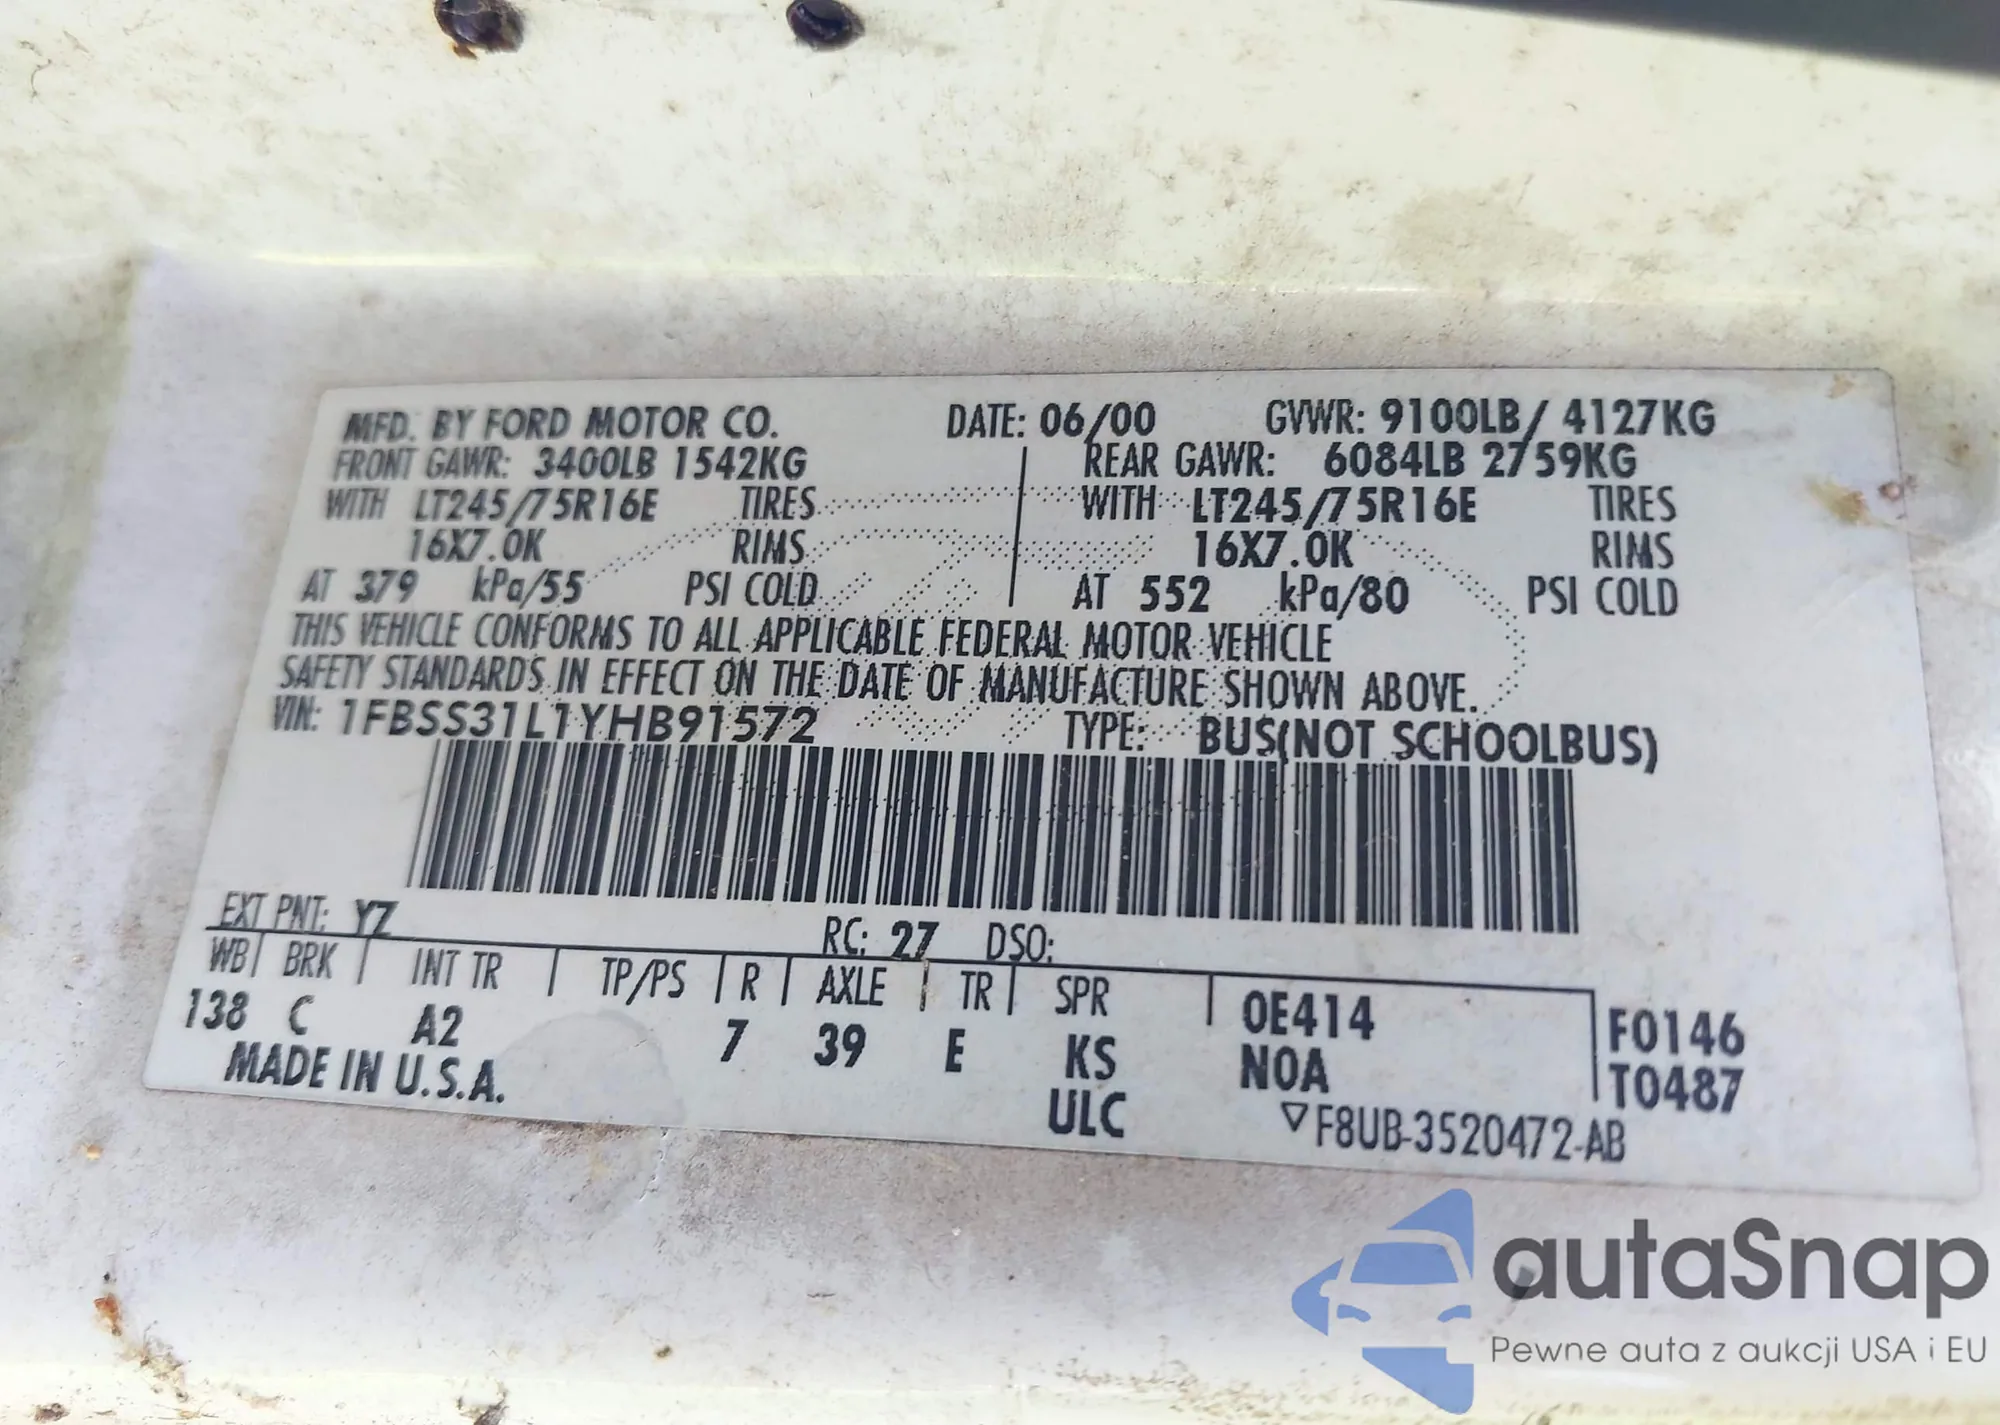 MFD. BY FORD MOTOR CO. DATE: 06/00 GVWR: 9100LB/ 4127KG
FRONT GAWR: 3400LB 1542KG REAR GAWR: 6084LB 2759KG
WITH LT245/75R16E TIRES WITH LT245/75R16E TIRES
16X7.0K RIMS 16X7.0K RIMS
AT 379 kPa/55 PSI COLD AT 552 kPa/80 PSI COLD
THIS VEHICLE CONFORMS TO ALL APPLICABLE FEDERAL MOTOR VEHICLE
SAFETY STANDARDS IN EFFECT ON THE DATE OF MANUFACTURE SHOWN ABOVE.
VIN: 1FBSS31L1YHB91572 TYPE: BUS(NOT SCHOOLBUS)
EXT PNT: YZ RC: 27 DSO:
WB BRK INT TR TP/PS R AXLE TR SPR 0E414 F0146
138 C A2 7 39 E KS N0A T0487
MADE IN U.S.A. ULC ▽F8UB-3520472-AB
autaSnap
Pewne auta z aukcji USA i EU